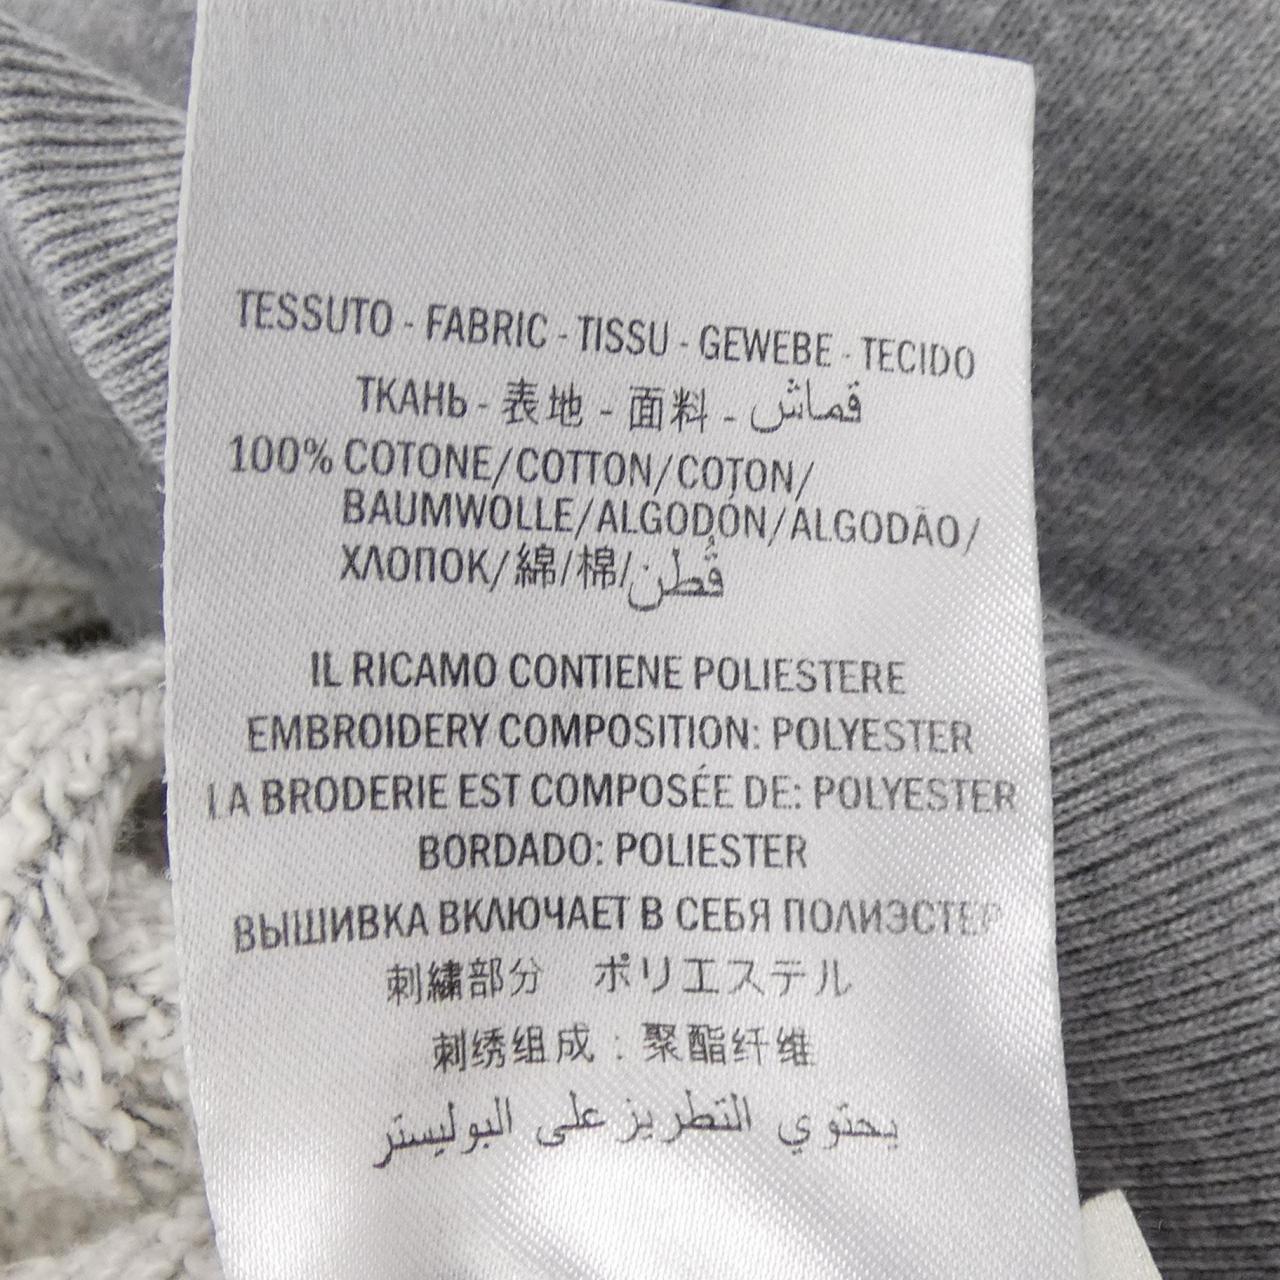 TESSUTO - FABRIC - TISSU - GEWEBE - TECIDO
ТКАНЬ - 表地 - 面料 - قماش
100% COTONE/COTTON/COTON/
BAUMWOLLE/ALGODÓN/ALGODÃO/
ХЛОПОК/綿/棉/قُطن
IL RICAMO CONTIENE POLIESTERE
EMBROIDERY COMPOSITION: POLYESTER
LA BRODERIE EST COMPOSÉE DE: POLYESTER
BORDADO: POLIESTER
ВЫШИВКА ВКЛЮЧАЕТ В СЕБЯ ПОЛИЭСТЕР
刺繍部分 ポリエステル
刺绣组成：聚酯纤维
يحتوي التطريز على البوليستر